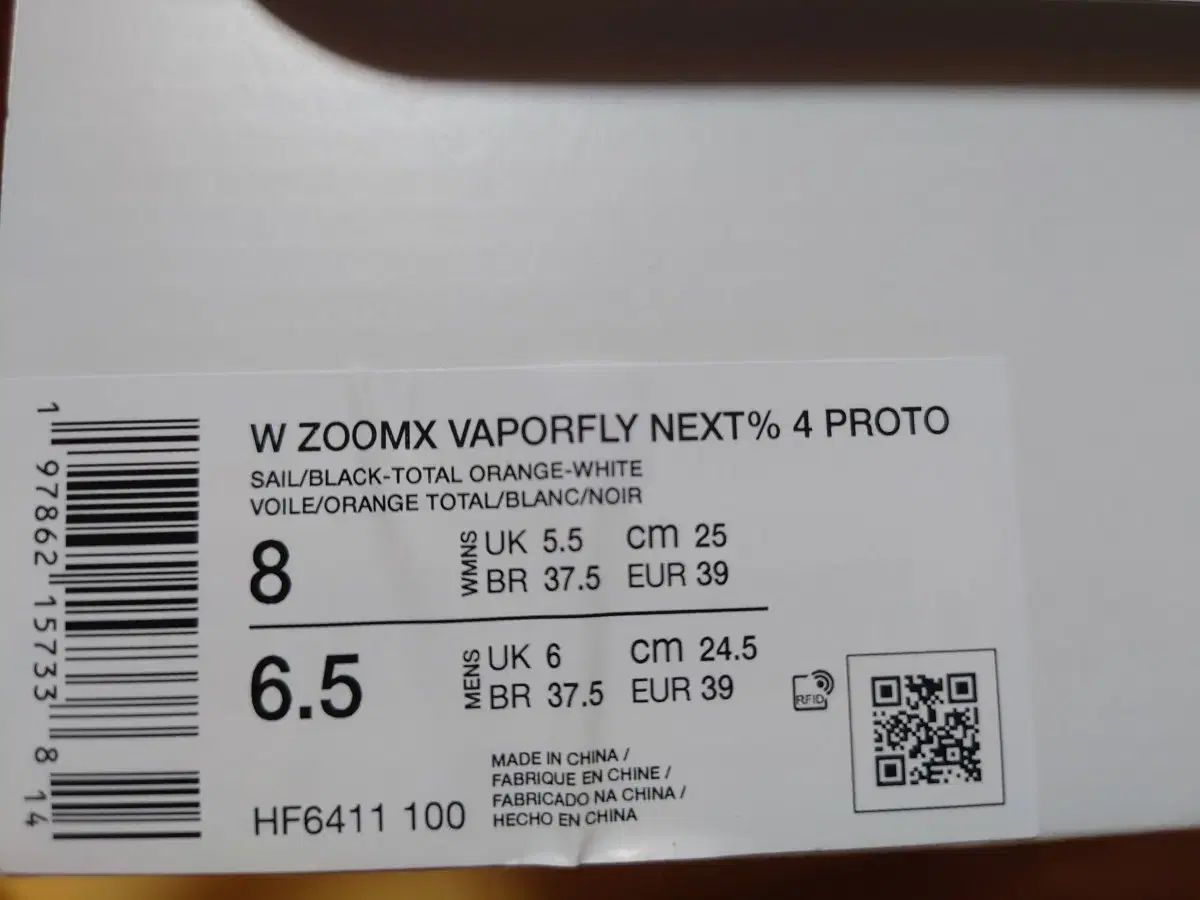 W ZOOMX VAPORFLY NEXT% 4 PROTO
SAIL/BLACK-TOTAL ORANGE-WHITE
VOILE/ORANGE TOTAL/BLANC/NOIR
8 WMNS UK 5.5 cm 25
BR 37.5 EUR 39
6.5 MENS UK 6 cm 24.5
BR 37.5 EUR 39
RFID
HF6411 100
MADE IN CHINA /
FABRIQUE EN CHINE /
FABRICADO NA CHINA /
HECHO EN CHINA
1 97862 15733 8 14